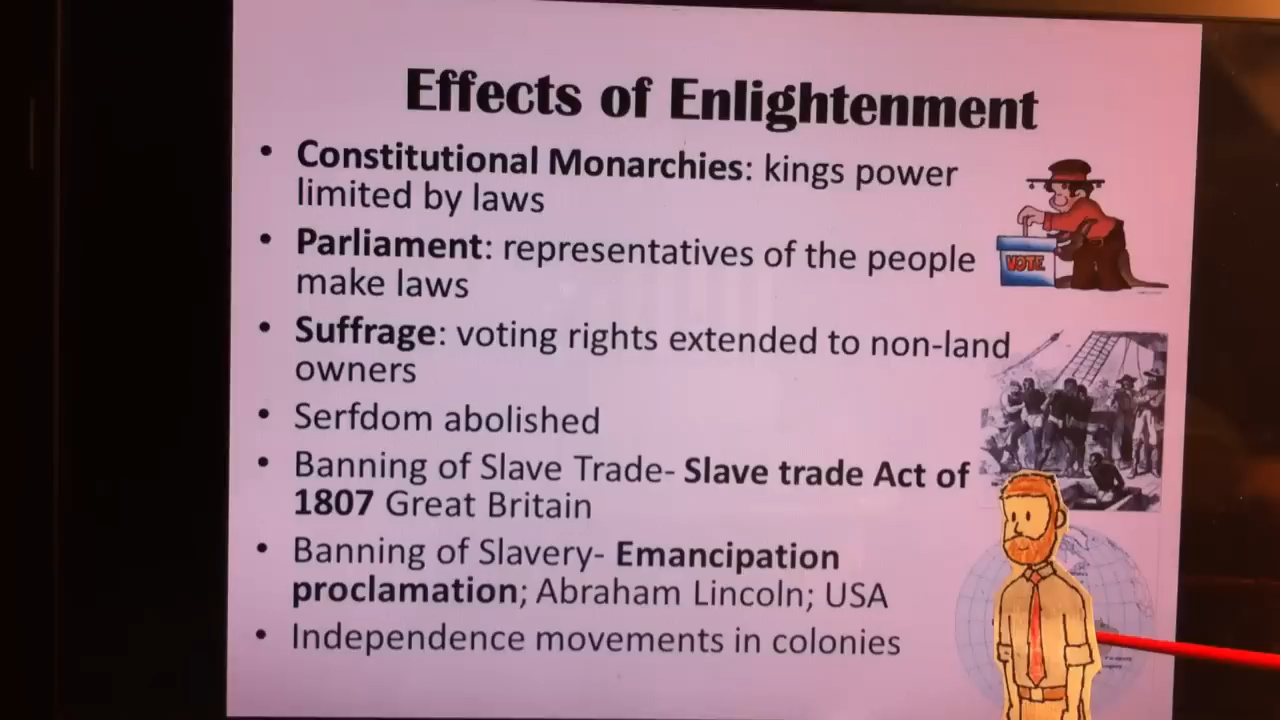 Effects of Enlightenment
• Constitutional Monarchies: kings power
limited by laws
• Parliament: representatives of the people
make laws
VOTE
• Suffrage: voting rights extended to non-land
owners
• Serfdom abolished
• Banning of Slave Trade- Slave trade Act of
1807 Great Britain
• Banning of Slavery- Emancipation
proclamation; Abraham Lincoln; USA
• Independence movements in colonies